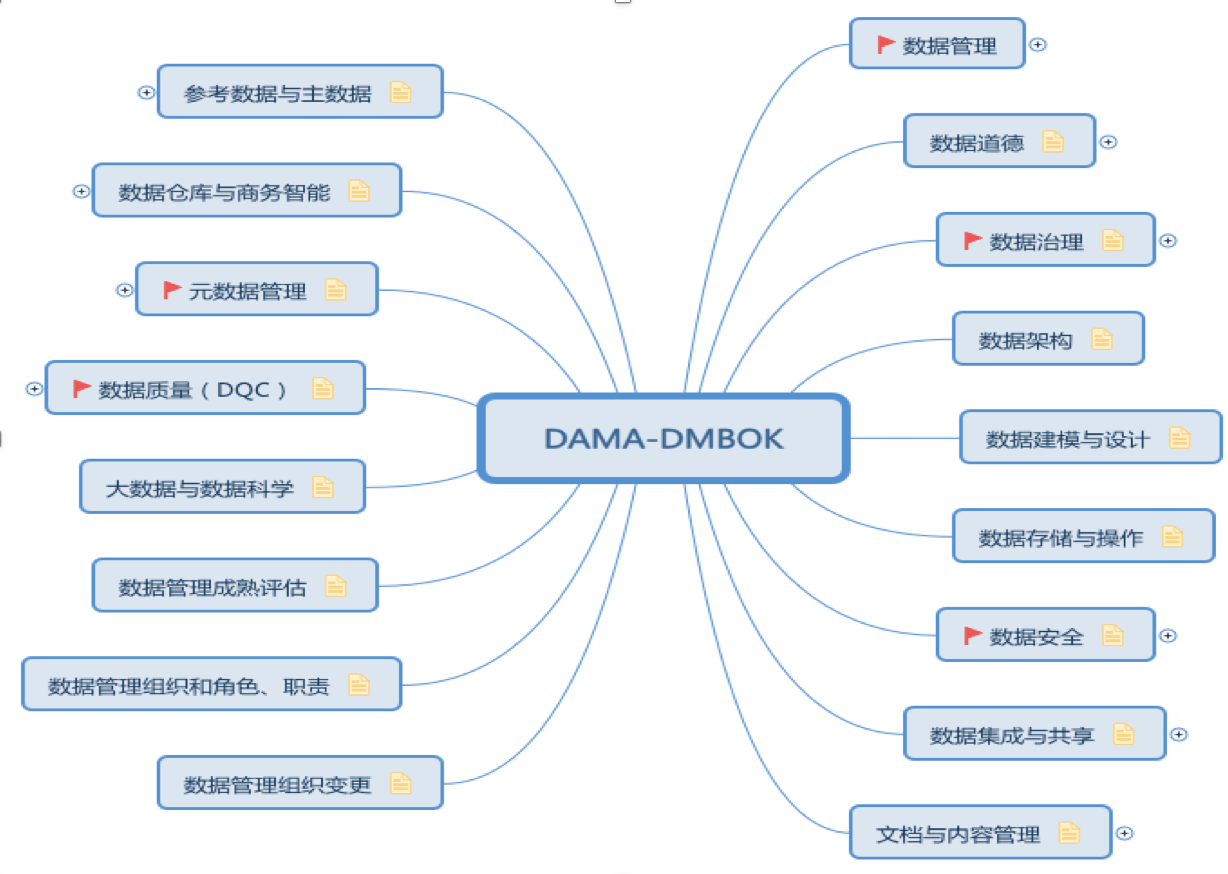 DAMA-DMBOK
数据管理
数据道德
数据治理
数据架构
数据建模与设计
数据存储与操作
数据安全
数据集成与共享
文档与内容管理
参考数据与主数据
数据仓库与商务智能
元数据管理
数据质量（DQC）
大数据与数据科学
数据管理成熟评估
数据管理组织和角色、职责
数据管理组织变更